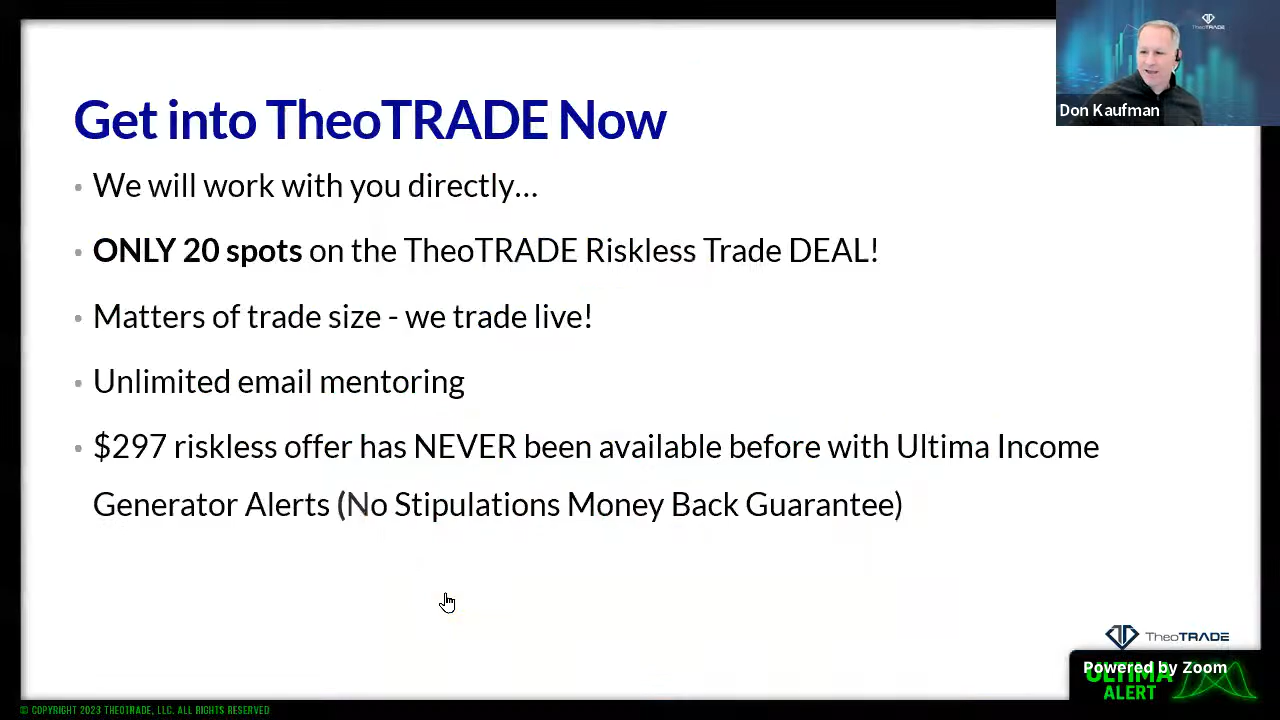 TheoTRADE
Don Kaufman
Get into TheoTRADE Now
• We will work with you directly...
• ONLY 20 spots on the TheoTRADE Riskless Trade DEAL!
• Matters of trade size - we trade live!
• Unlimited email mentoring
• $297 riskless offer has NEVER been available before with Ultima Income
Generator Alerts (No Stipulations Money Back Guarantee)
TheoTRADE
Powered by Zoom
ULTIMA
ALERT
© COPYRIGHT 2023 THEOTRADE, LLC. ALL RIGHTS RESERVED